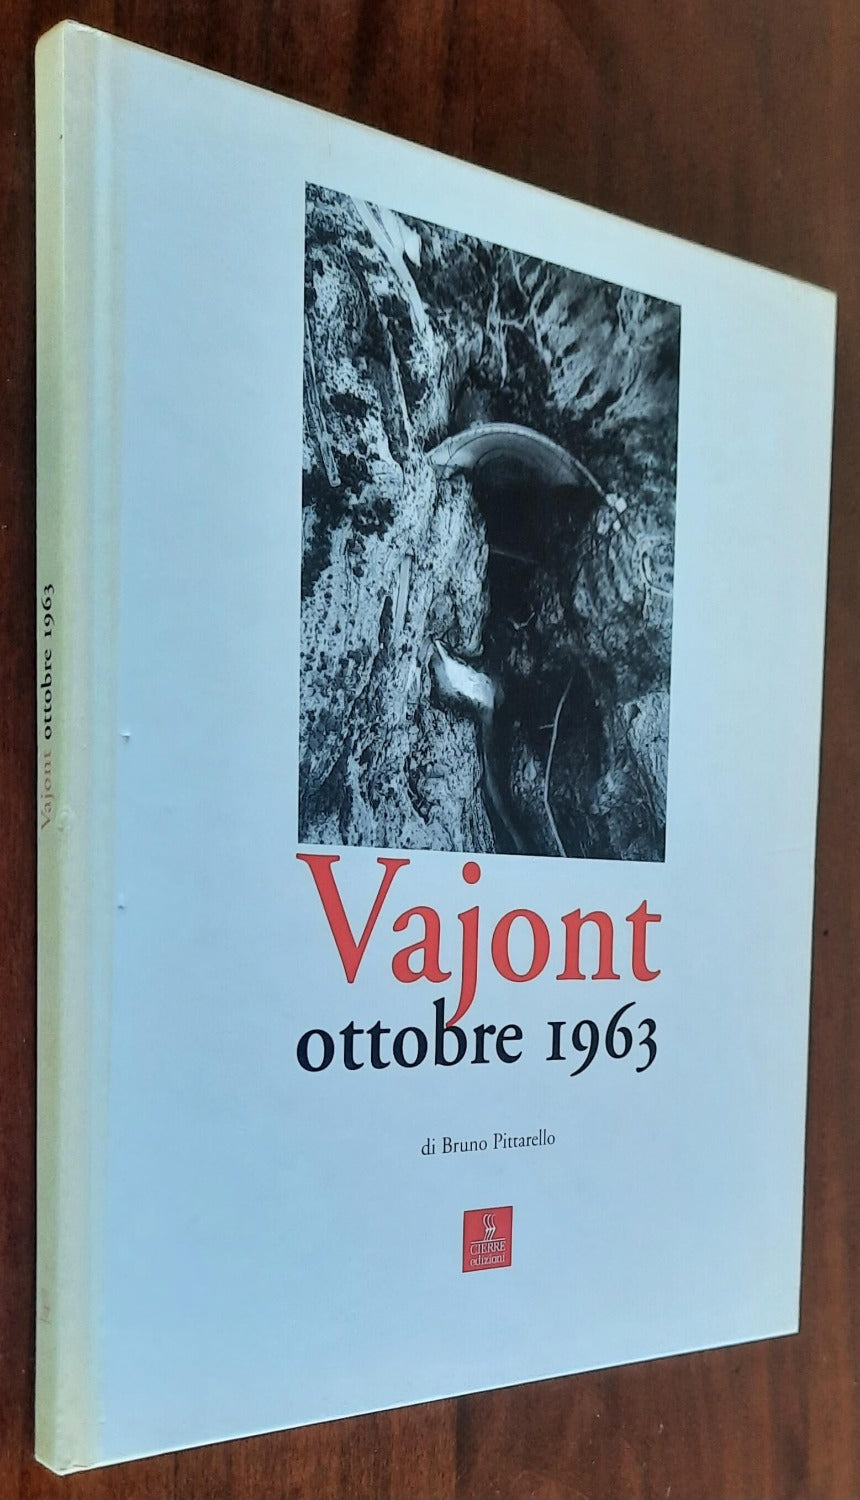 Vajont ottobre 1963
Vajont
ottobre 1963
di Bruno Pittarello
CIERRE
edizioni